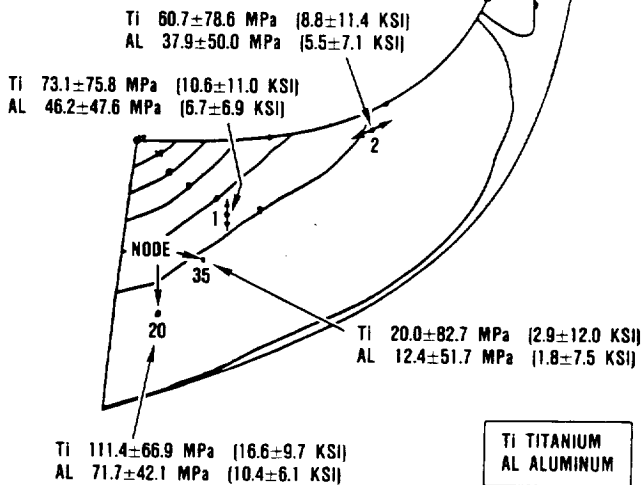 Ti 60.7±78.6 MPa (8.8±11.4 KSI)
AL 37.9±50.0 MPa (5.5±7.1 KSI)
Ti 73.1±75.8 MPa (10.6±11.0 KSI)
AL 46.2±47.6 MPa (6.7±6.9 KSI)
2
1
NODE
35
20
Ti 20.0±82.7 MPa (2.9±12.0 KSI)
AL 12.4±51.7 MPa (1.8±7.5 KSI)
Ti 111.4±66.9 MPa (16.6±9.7 KSI)
AL 71.7±42.1 MPa (10.4±6.1 KSI)
Ti TITANIUM
AL ALUMINUM